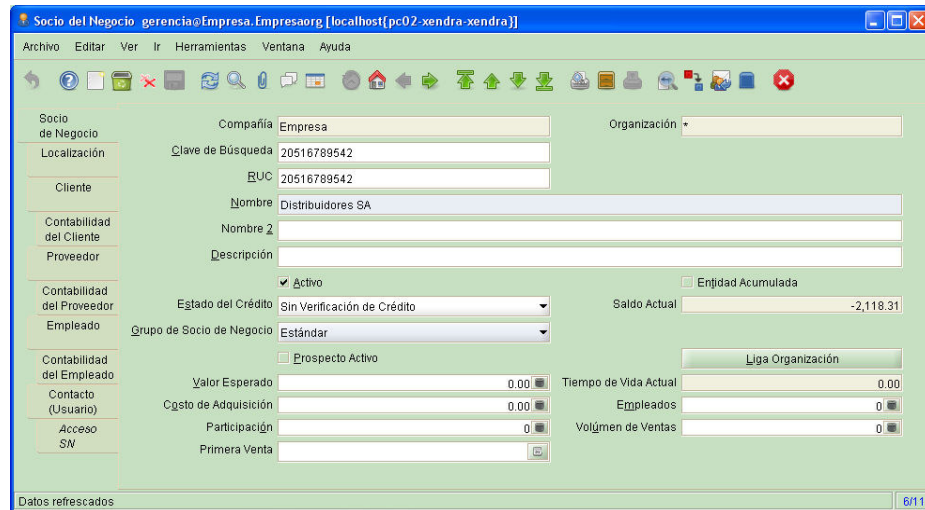 Socio del Negocio gerencia@Empresa.Empresaorg [localhost{pc02-xendra-xendra}]
Archivo Editar Ver Ir Herramientas Ventana Ayuda
Socio
de Negocio
Localización
Cliente
Contabilidad
del Cliente
Proveedor
Contabilidad
del Proveedor
Empleado
Contabilidad
del Empleado
Contacto
(Usuario)
Acceso
SN
Compañía Empresa Organización *
Clave de Búsqueda 20516789542
RUC 20516789542
Nombre Distribuidores SA
Nombre 2
Descripción
Activo Entidad Acumulada
Estado del Crédito Sin Verificación de Crédito Saldo Actual -2,118.31
Grupo de Socio de Negocio Estándar
Prospecto Activo Liga Organización
Valor Esperado 0.00 Tiempo de Vida Actual 0.00
Costo de Adquisición 0.00 Empleados 0
Participación 0 Volúmen de Ventas 0
Primera Venta
Datos refrescados 6/11